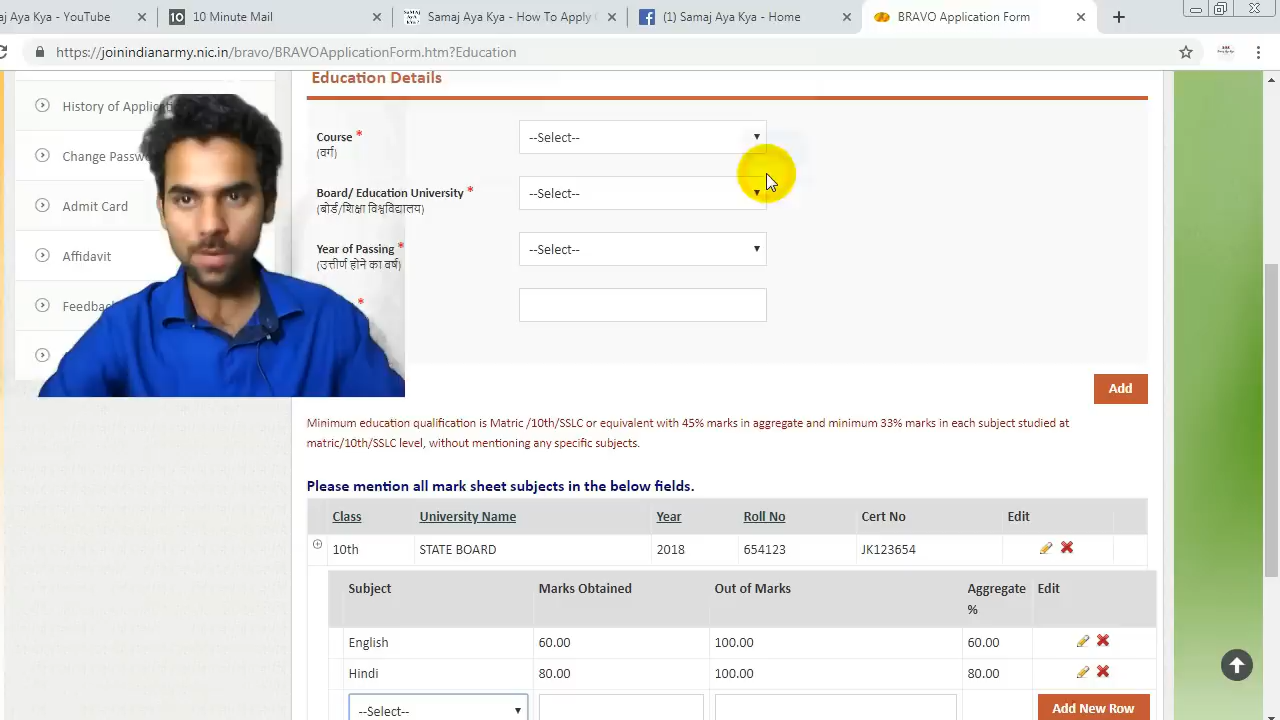 aj Aya Kya - YouTube
10 Minute Mail
Samaj Aya Kya - How To Apply
(1) Samaj Aya Kya - Home
BRAVO Application Form
https://joinindianarmy.nic.in/bravo/BRAVOApplicationForm.htm?Education
Education Details
History of Applicati
Change Passwo
Admit Card
Affidavit
Feedback
Course *
(वर्ग)
--Select--
Board/ Education University *
(बोर्ड/शिक्षा विश्वविद्यालय)
--Select--
Year of Passing *
(उत्तीर्ण होने का वर्ष)
--Select--
*
Add
Minimum education qualification is Matric /10th/SSLC or equivalent with 45% marks in aggregate and minimum 33% marks in each subject studied at
matric/10th/SSLC level, without mentioning any specific subjects.
Please mention all mark sheet subjects in the below fields.
Class University Name Year Roll No Cert No Edit
10th STATE BOARD 2018 654123 JK123654
Subject Marks Obtained Out of Marks Aggregate % Edit
English 60.00 100.00 60.00
Hindi 80.00 100.00 80.00
--Select-- Add New Row